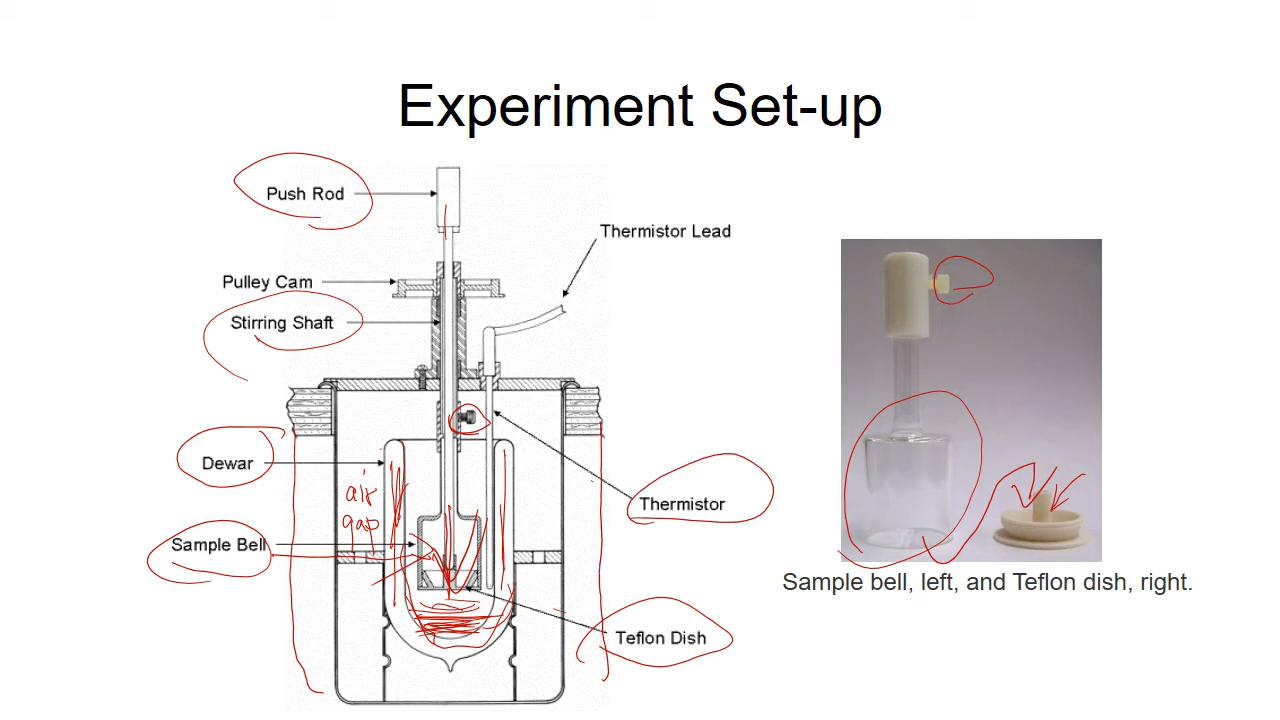 Experiment Set-up
Push Rod
Thermistor Lead
Pulley Cam
Stirring Shaft
Dewar
air
gap
Thermistor
Sample Bell
Sample bell, left, and Teflon dish, right.
Teflon Dish